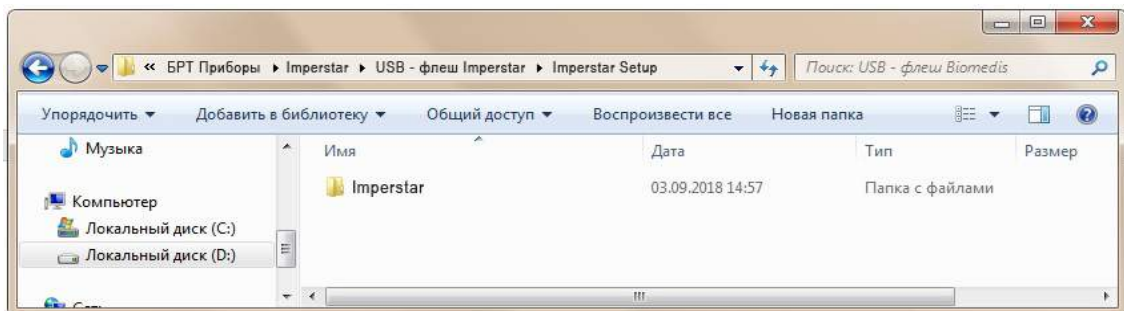 « БРТ Приборы ▸ Imperstar ▸ USB - флеш Imperstar ▸ Imperstar Setup Поиск: USB - флеш Biomedis
Упорядочить ▼ Добавить в библиотеку ▼ Общий доступ ▼ Воспроизвести все Новая папка
Музыка Имя Дата Тип Размер
Imperstar 03.09.2018 14:57 Папка с файлами
Компьютер
Локальный диск (C:)
Локальный диск (D:)